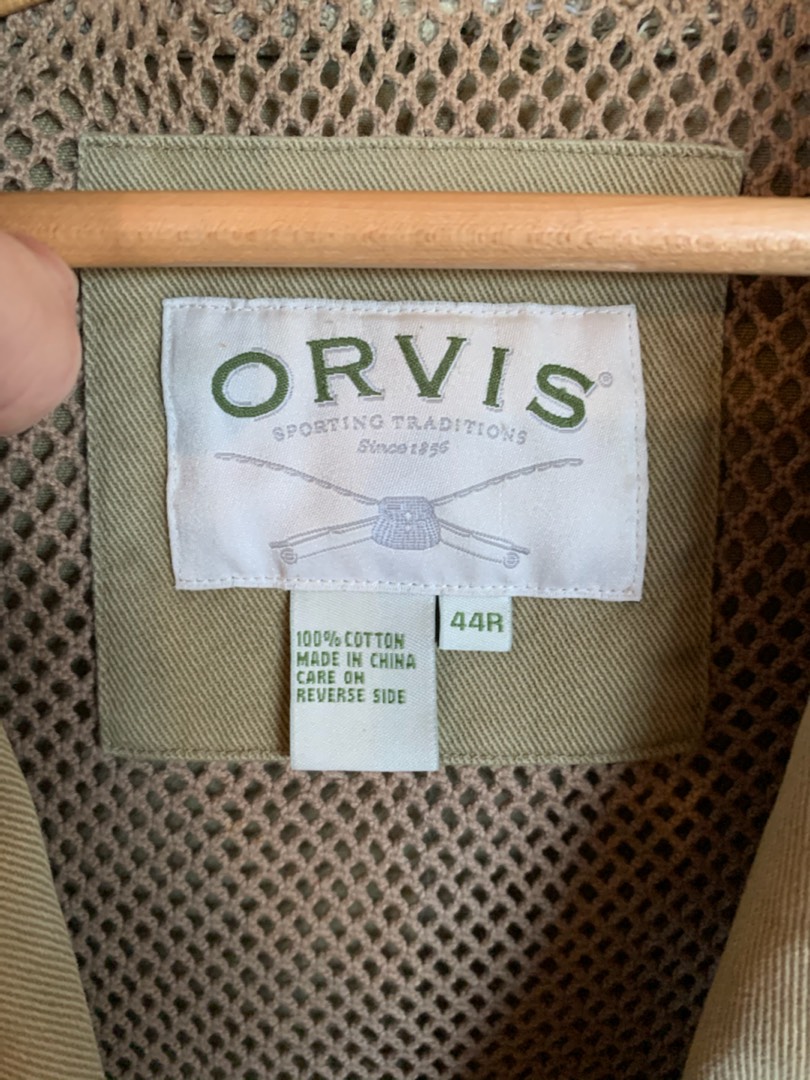 ORVIS®
SPORTING TRADITIONS
Since 1856
100% COTTON
MADE IN CHINA
CARE ON
REVERSE SIDE
44R